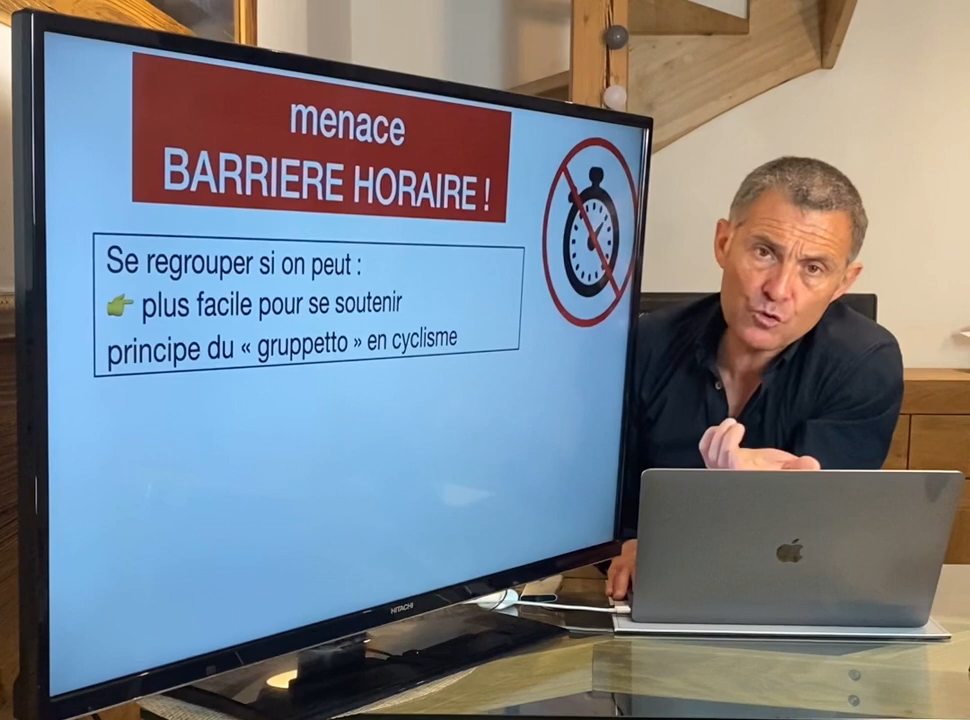 menace
BARRIERE HORAIRE !
Se regrouper si on peut :
plus facile pour se soutenir
principe du « gruppetto » en cyclisme
HITACHI